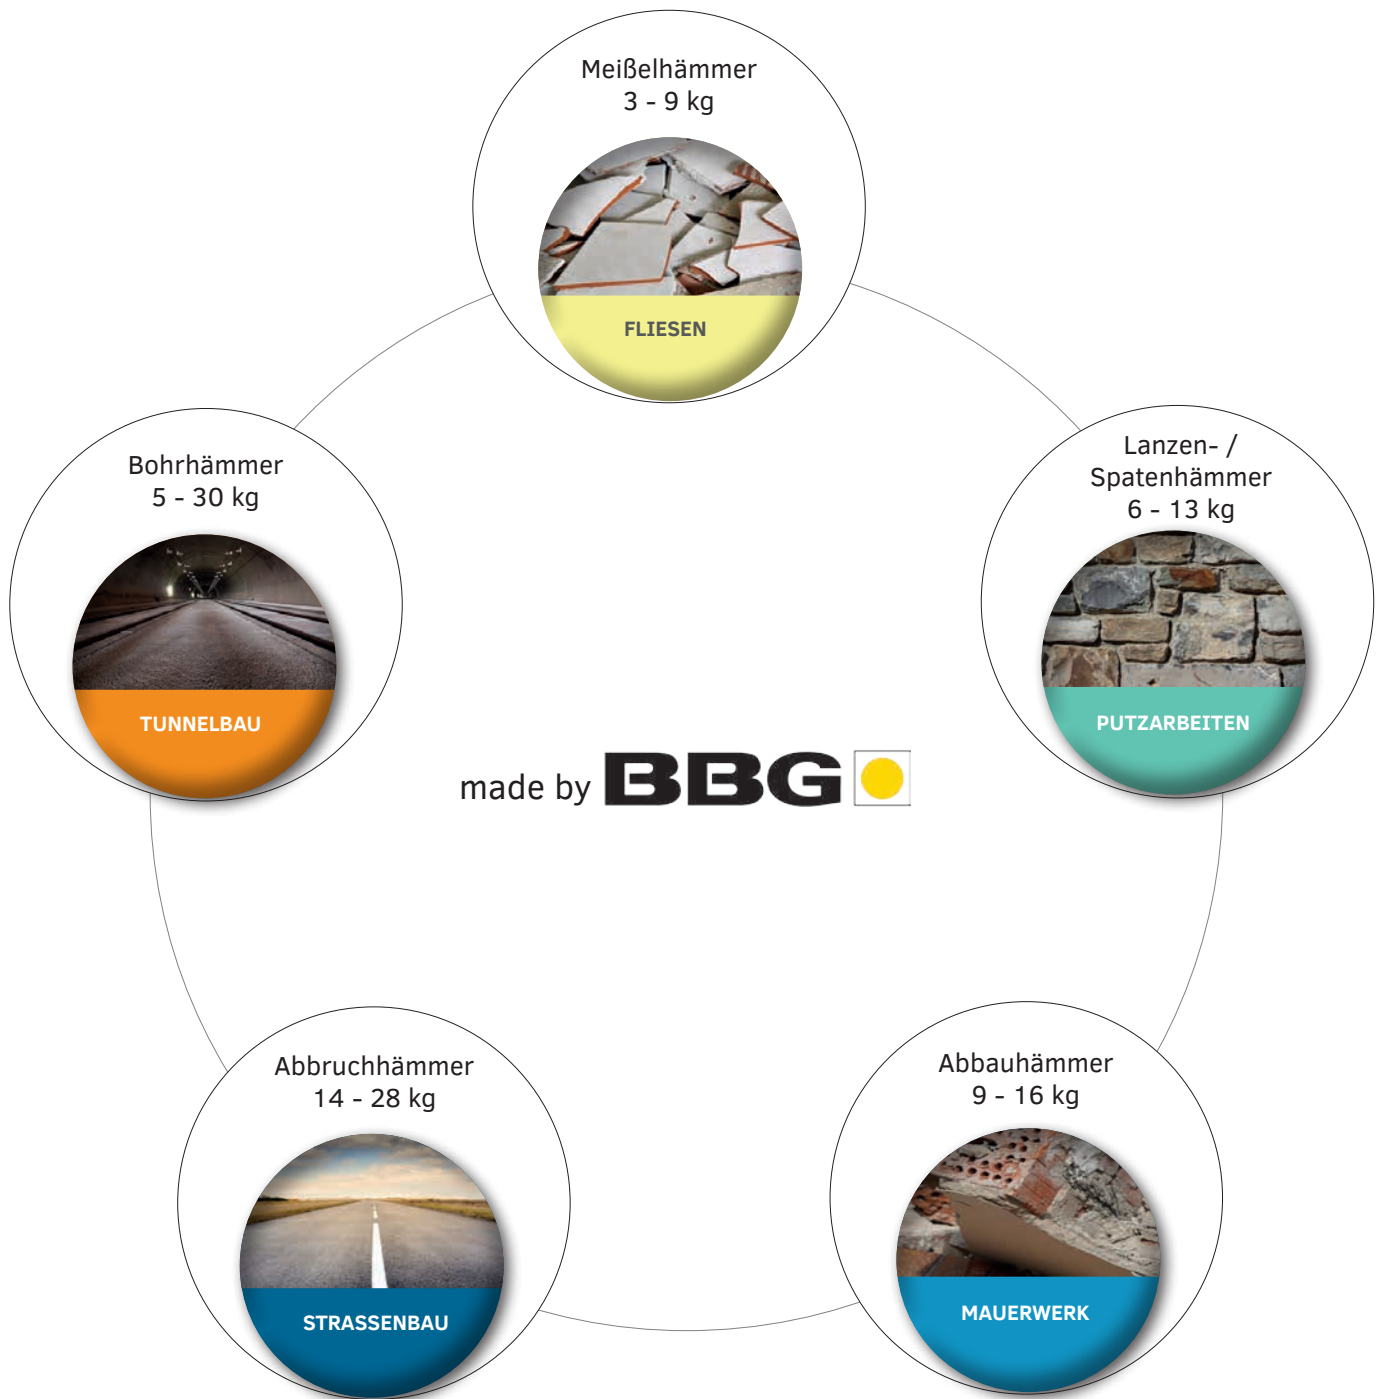 Meißelhämmer
3 - 9 kg
FLIESEN
Bohrhämmer
5 - 30 kg
TUNNELBAU
Lanzen- /
Spatenhämmer
6 - 13 kg
PUTZARBEITEN
made by BBG
Abbruchhämmer
14 - 28 kg
STRASSENBAU
Abbauhämmer
9 - 16 kg
MAUERWERK